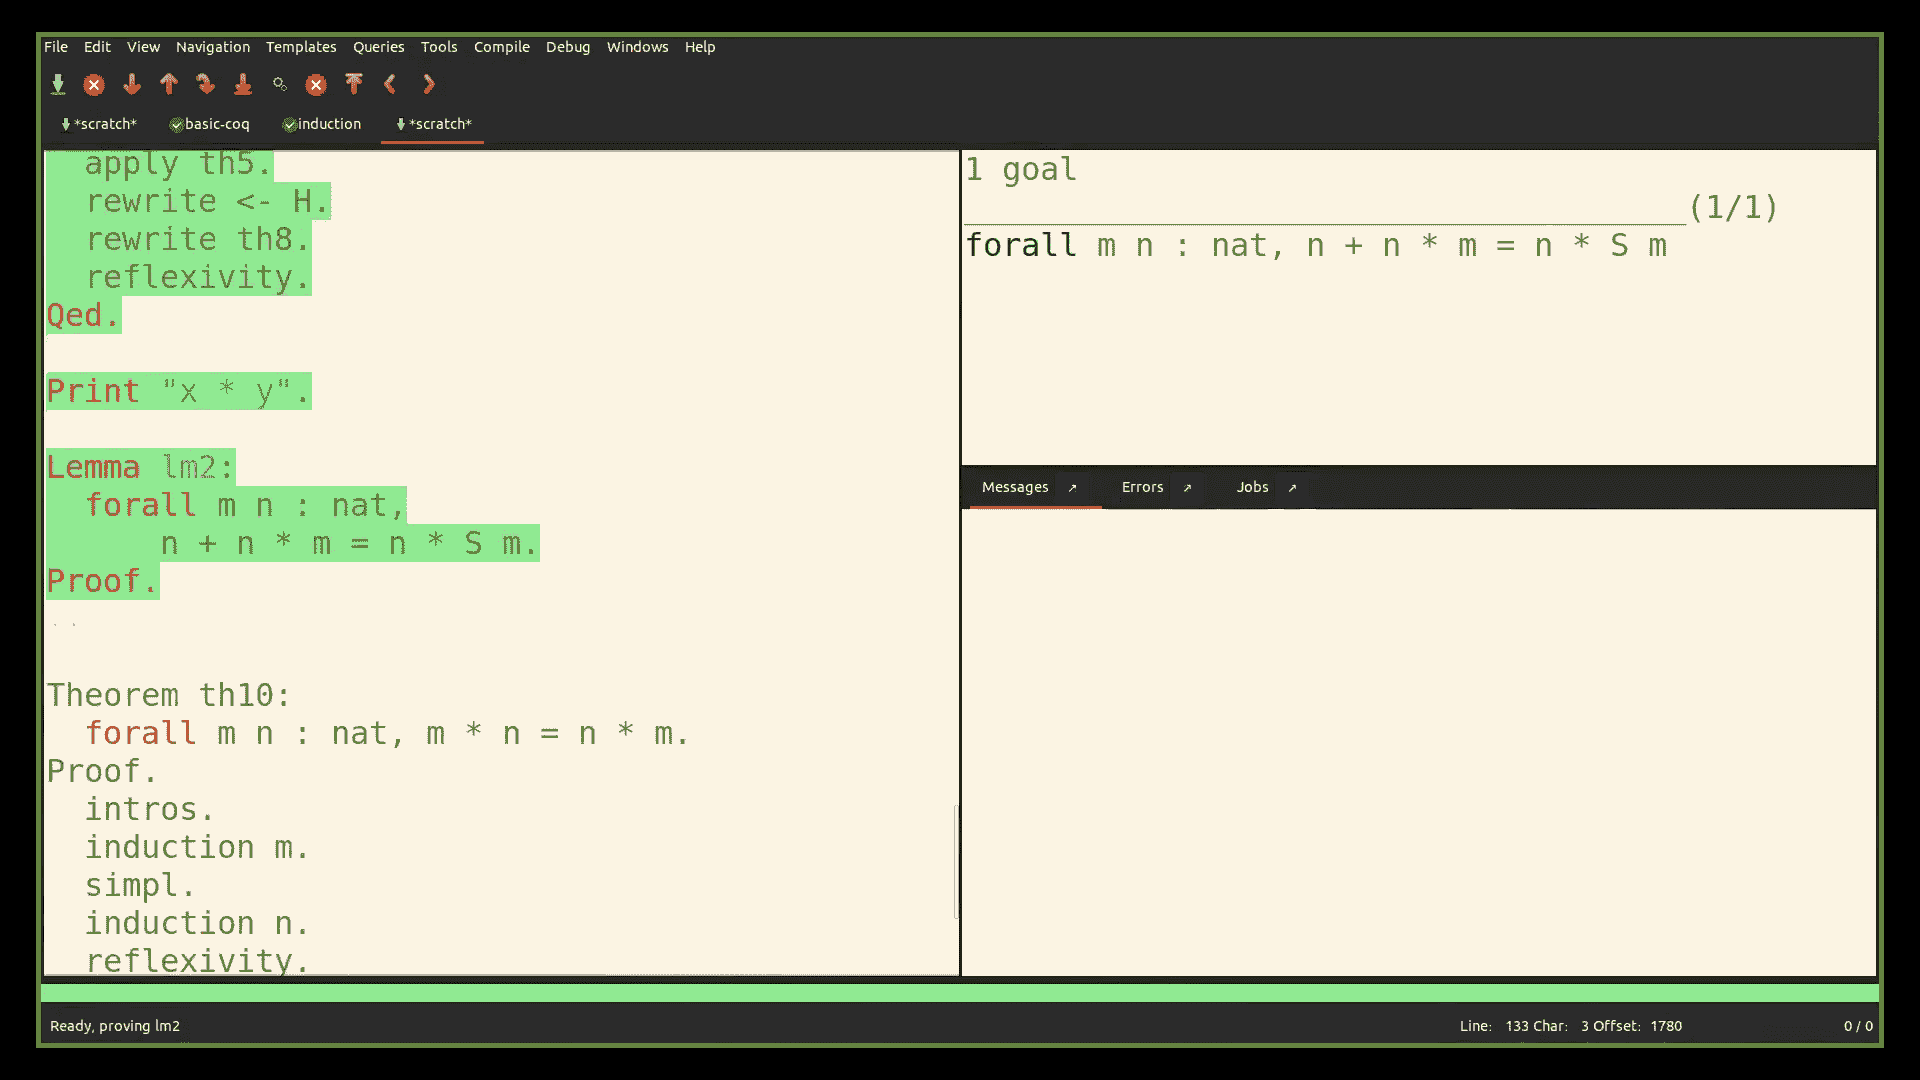 File Edit View Navigation Templates Queries Tools Compile Debug Windows Help
*scratch* basic-coq induction *scratch*
apply th5.
rewrite <- H.
rewrite th8.
reflexivity.
Qed.
Print "x * y".
Lemma lm2:
forall m n : nat,
n + n * m = n * S m.
Proof.
Theorem th10:
forall m n : nat, m * n = n * m.
Proof.
intros.
induction m.
simpl.
induction n.
reflexivity.
1 goal
(1/1)
forall m n : nat, n + n * m = n * S m
Messages Errors Jobs
Ready, proving lm2
Line: 133 Char: 3 Offset: 1780 0 / 0